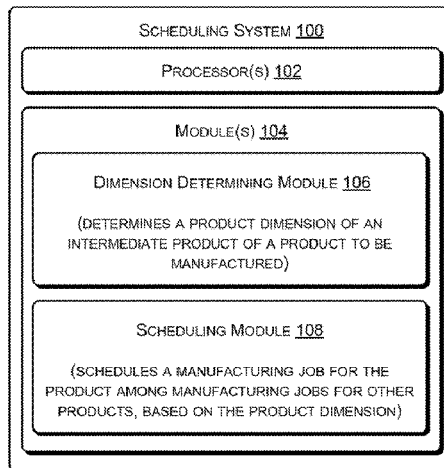 SCHEDULING SYSTEM 100
PROCESSOR(S) 102
MODULE(S) 104
DIMENSION DETERMINING MODULE 106
(DETERMINES A PRODUCT DIMENSION OF AN
INTERMEDIATE PRODUCT OF A PRODUCT TO BE
MANUFACTURED)
SCHEDULING MODULE 108
(SCHEDULES A MANUFACTURING JOB FOR THE
PRODUCT AMONG MANUFACTURING JOBS FOR OTHER
PRODUCTS, BASED ON THE PRODUCT DIMENSION)